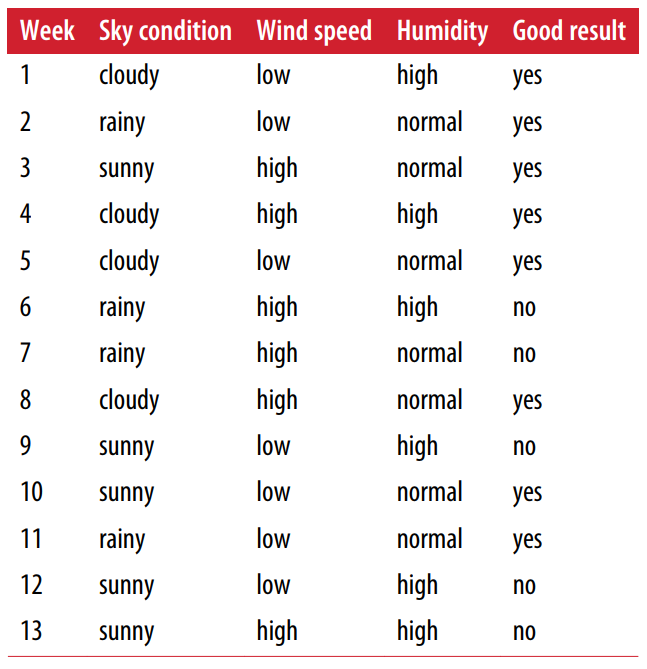 Week Sky condition Wind speed Humidity Good result
1 cloudy low high yes
2 rainy low normal yes
3 sunny high normal yes
4 cloudy high high yes
5 cloudy low normal yes
6 rainy high high no
7 rainy high normal no
8 cloudy high normal yes
9 sunny low high no
10 sunny low normal yes
11 rainy low normal yes
12 sunny low high no
13 sunny high high no